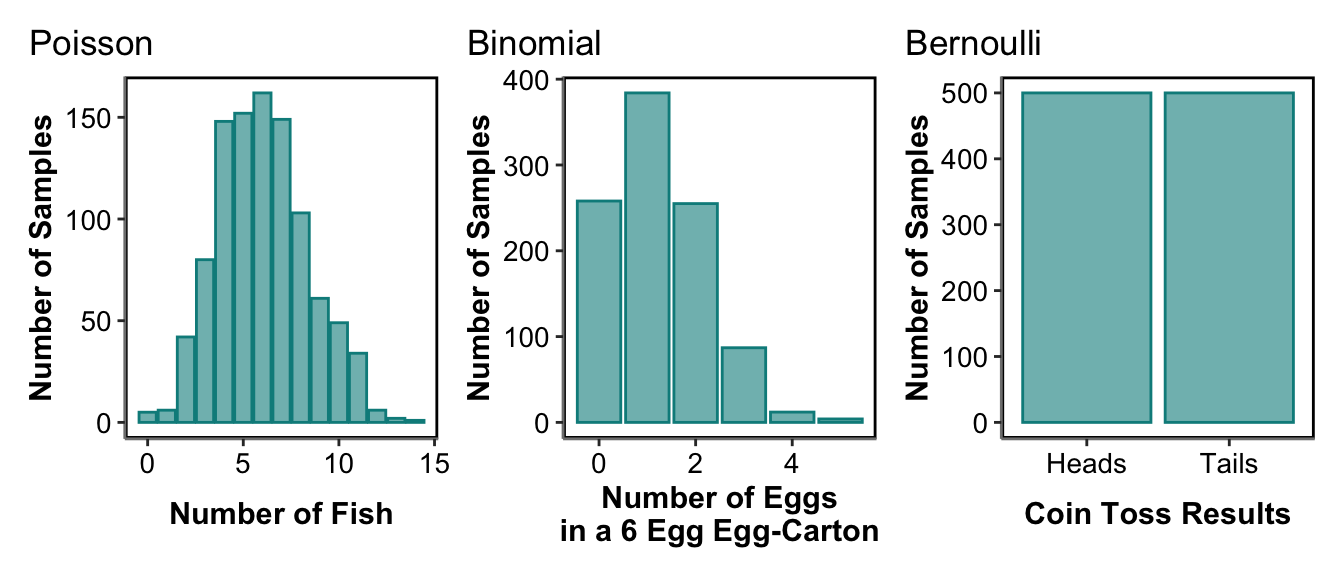 Poisson
Number of Samples
150
100
50
0
0 5 10 15
Number of Fish
Binomial
Number of Samples
400
300
200
100
0
0 2 4
Number of Eggs
in a 6 Egg Egg-Carton
Bernoulli
Number of Samples
500
400
300
200
100
0
Heads Tails
Coin Toss Results